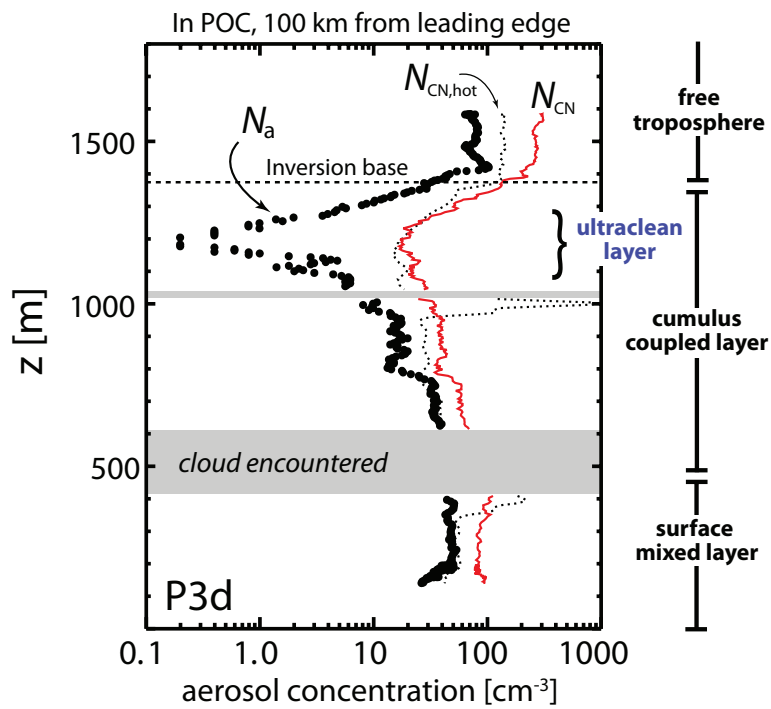 In POC, 100 km from leading edge
N_CN,hot
N_CN
N_a
Inversion base
ultraclean
layer
cloud encountered
P3d
1500
1000
500
z [m]
0.1 1.0 10 100 1000
aerosol concentration [cm⁻³]
free
troposphere
cumulus
coupled layer
surface
mixed layer